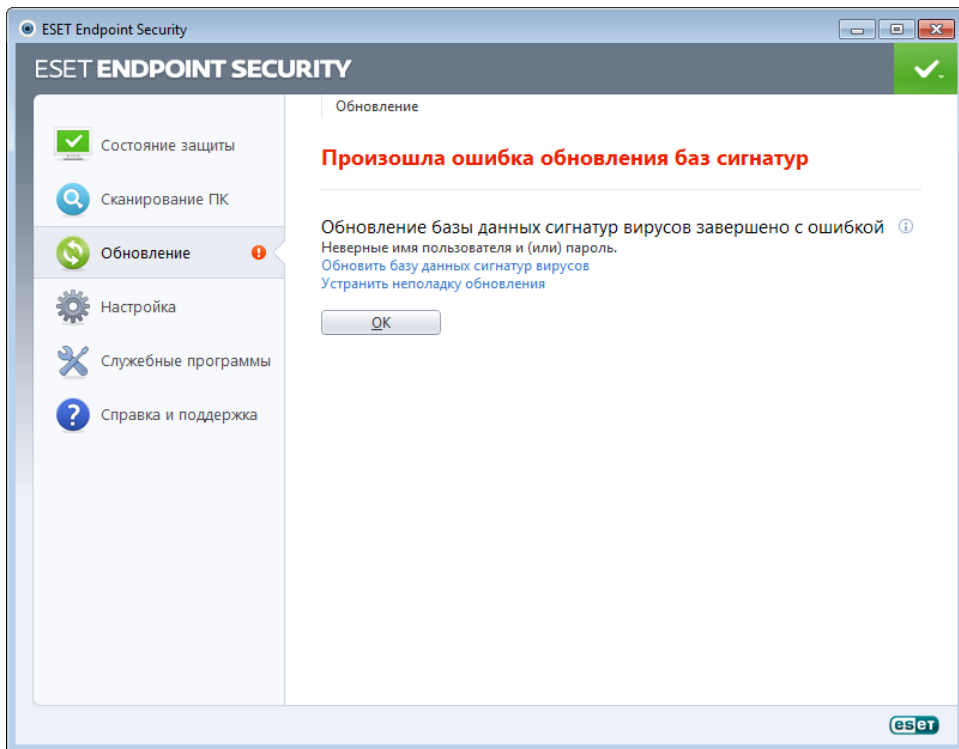 ESET Endpoint Security
ESET ENDPOINT SECURITY
Состояние защиты
Сканирование ПК
Обновление
Настройка
Служебные программы
Справка и поддержка
Обновление
Произошла ошибка обновления баз сигнатур
Обновление базы данных сигнатур вирусов завершено с ошибкой
Неверные имя пользователя и (или) пароль.
Обновить базу данных сигнатур вирусов
Устранить неполадку обновления
OK
eseT